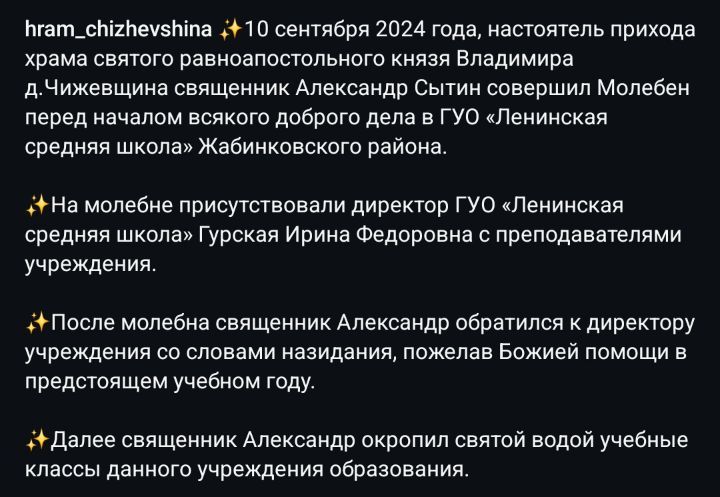 hram_chizhevshina ✨10 сентября 2024 года, настоятель прихода
храма святого равноапостольного князя Владимира
д.Чижевщина священник Александр Сытин совершил Молебен
перед началом всякого доброго дела в ГУО «Ленинская
средняя школа» Жабинковского района.

✨На молебне присутствовали директор ГУО «Ленинская
средняя школа» Гурская Ирина Федоровна с преподавателями
учреждения.

✨После молебна священник Александр обратился к директору
учреждения со словами назидания, пожелав Божией помощи в
предстоящем учебном году.

✨Далее священник Александр окропил святой водой учебные
классы данного учреждения образования.